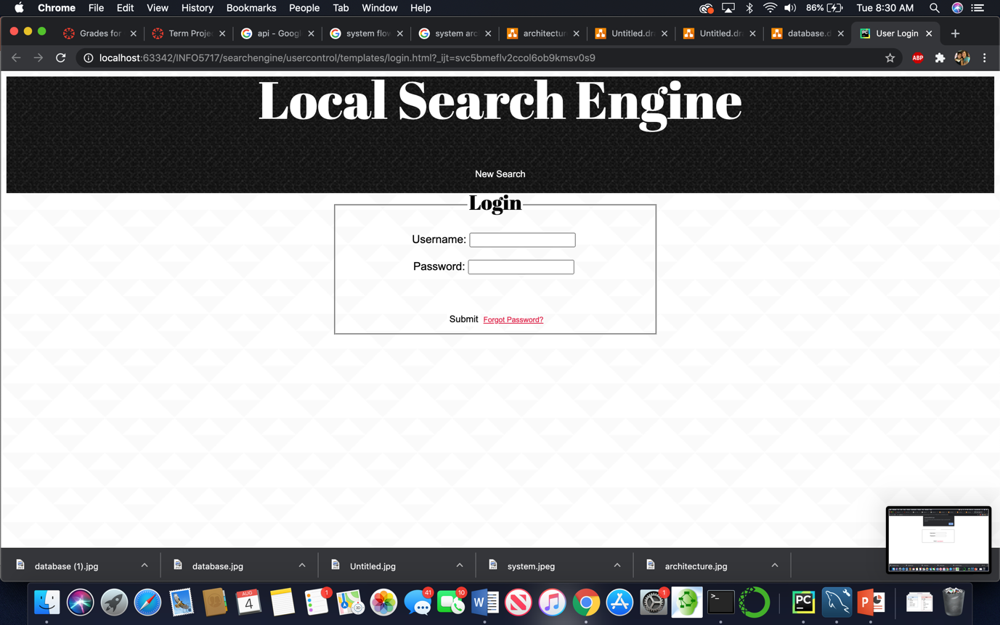 Chrome File Edit View History Bookmarks People Tab Window Help 86% Tue 8:30 AM
Grades for Term Proje api - Googl system flow system arc architectur Untitled.dr Untitled.dr database.d User Login
localhost:63342/INFO5717/searchengine/usercontrol/templates/login.html?_ijt=svc5bmeflv2ccol6ob9kmsv0s9 ABP
Local Search Engine
New Search
Login
Username:
Password:
Submit Forgot Password?
database (1).jpg database.jpg Untitled.jpg system.jpeg architecture.jpg
AUG 4 1 3D 41 10 W 1 >_ PC P